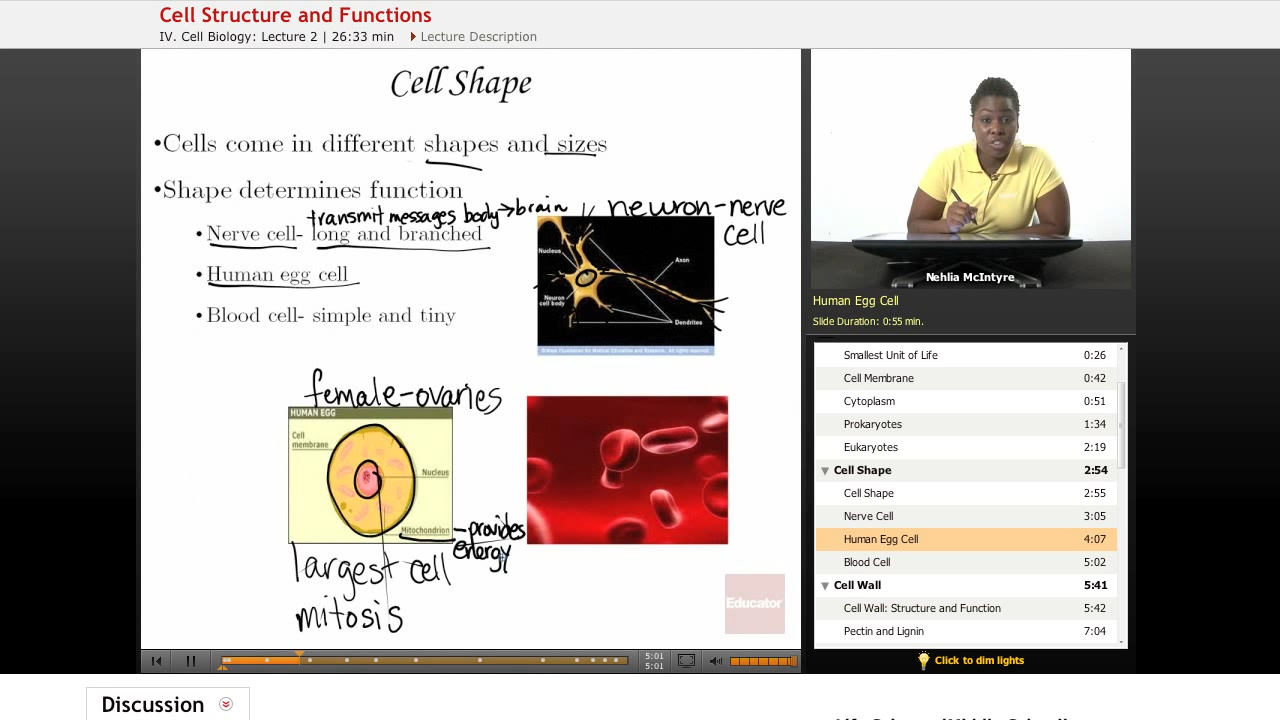 Cell Structure and Functions
IV. Cell Biology: Lecture 2 | 26:33 min Lecture Description
Cell Shape
•Cells come in different shapes and sizes
•Shape determines function
transmit messages body→brain
• Nerve cell- long and branched
• Human egg cell
• Blood cell- simple and tiny
neuron-nerve
cell
Nucleus
Axon
Neuron
cell body
Dendrites
female-ovaries
HUMAN EGG
Cell
membrane
Nucleus
Mitochondrion
-provides
energy
largest cell
mitosis
Educator
5:01
5:01
Nehlia McIntyre
Human Egg Cell
Slide Duration: 0:55 min.
Smallest Unit of Life 0:26
Cell Membrane 0:42
Cytoplasm 0:51
Prokaryotes 1:34
Eukaryotes 2:19
Cell Shape 2:54
Cell Shape 2:55
Nerve Cell 3:05
Human Egg Cell 4:07
Blood Cell 5:02
Cell Wall 5:41
Cell Wall: Structure and Function 5:42
Pectin and Lignin 7:04
Click to dim lights
Discussion